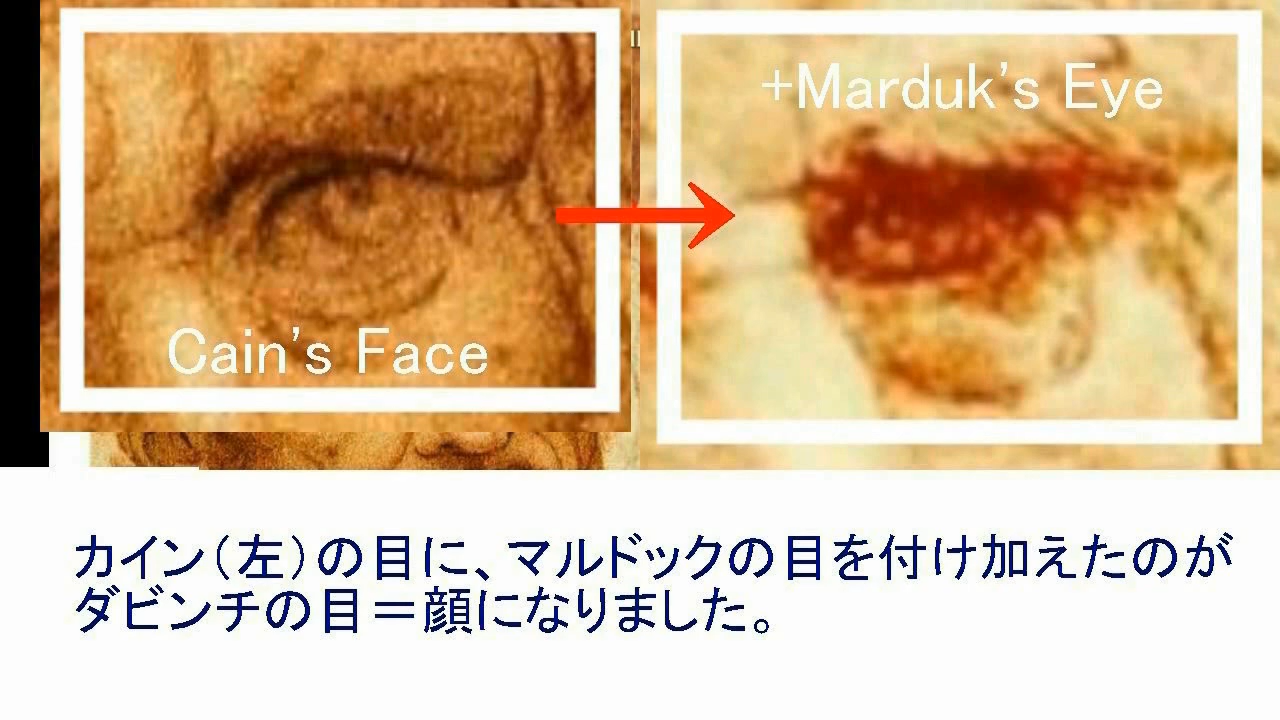 +Marduk's Eye
Cain's Face
カイン（左）の目に、マルドックの目を付け加えたのが
ダビンチの目＝顔になりました。